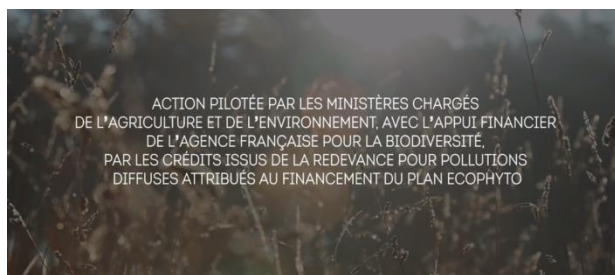 ACTION PILOTÉE PAR LES MINISTÈRES CHARGÉS
DE L'AGRICULTURE ET DE L'ENVIRONNEMENT, AVEC L'APPUI FINANCIER
DE L'AGENCE FRANÇAISE POUR LA BIODIVERSITÉ,
PAR LES CRÉDITS ISSUS DE LA REDEVANCE POUR POLLUTIONS
DIFFUSES ATTRIBUÉS AU FINANCEMENT DU PLAN ECOPHYTO